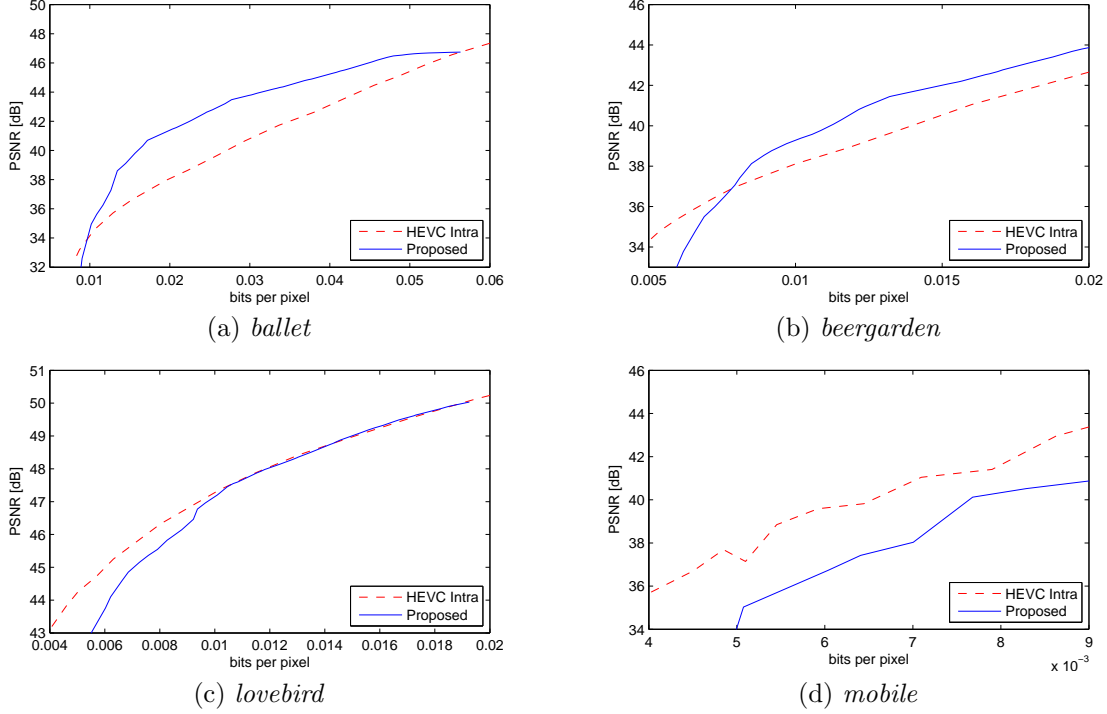 50
48
46
44
42
40
38
36
34
32
PSNR [dB]
0.01 0.02 0.03 0.04 0.05 0.06
bits per pixel
HEVC Intra
Proposed
(a) ballet
46
44
42
40
38
36
34
PSNR [dB]
0.005 0.01 0.015 0.02
bits per pixel
HEVC Intra
Proposed
(b) beergarden
51
50
49
48
47
46
45
44
43
PSNR [dB]
0.004 0.006 0.008 0.01 0.012 0.014 0.016 0.018 0.02
bits per pixel
HEVC Intra
Proposed
(c) lovebird
46
44
42
40
38
36
34
PSNR [dB]
4 5 6 7 8 9
bits per pixel
x 10⁻³
HEVC Intra
Proposed
(d) mobile